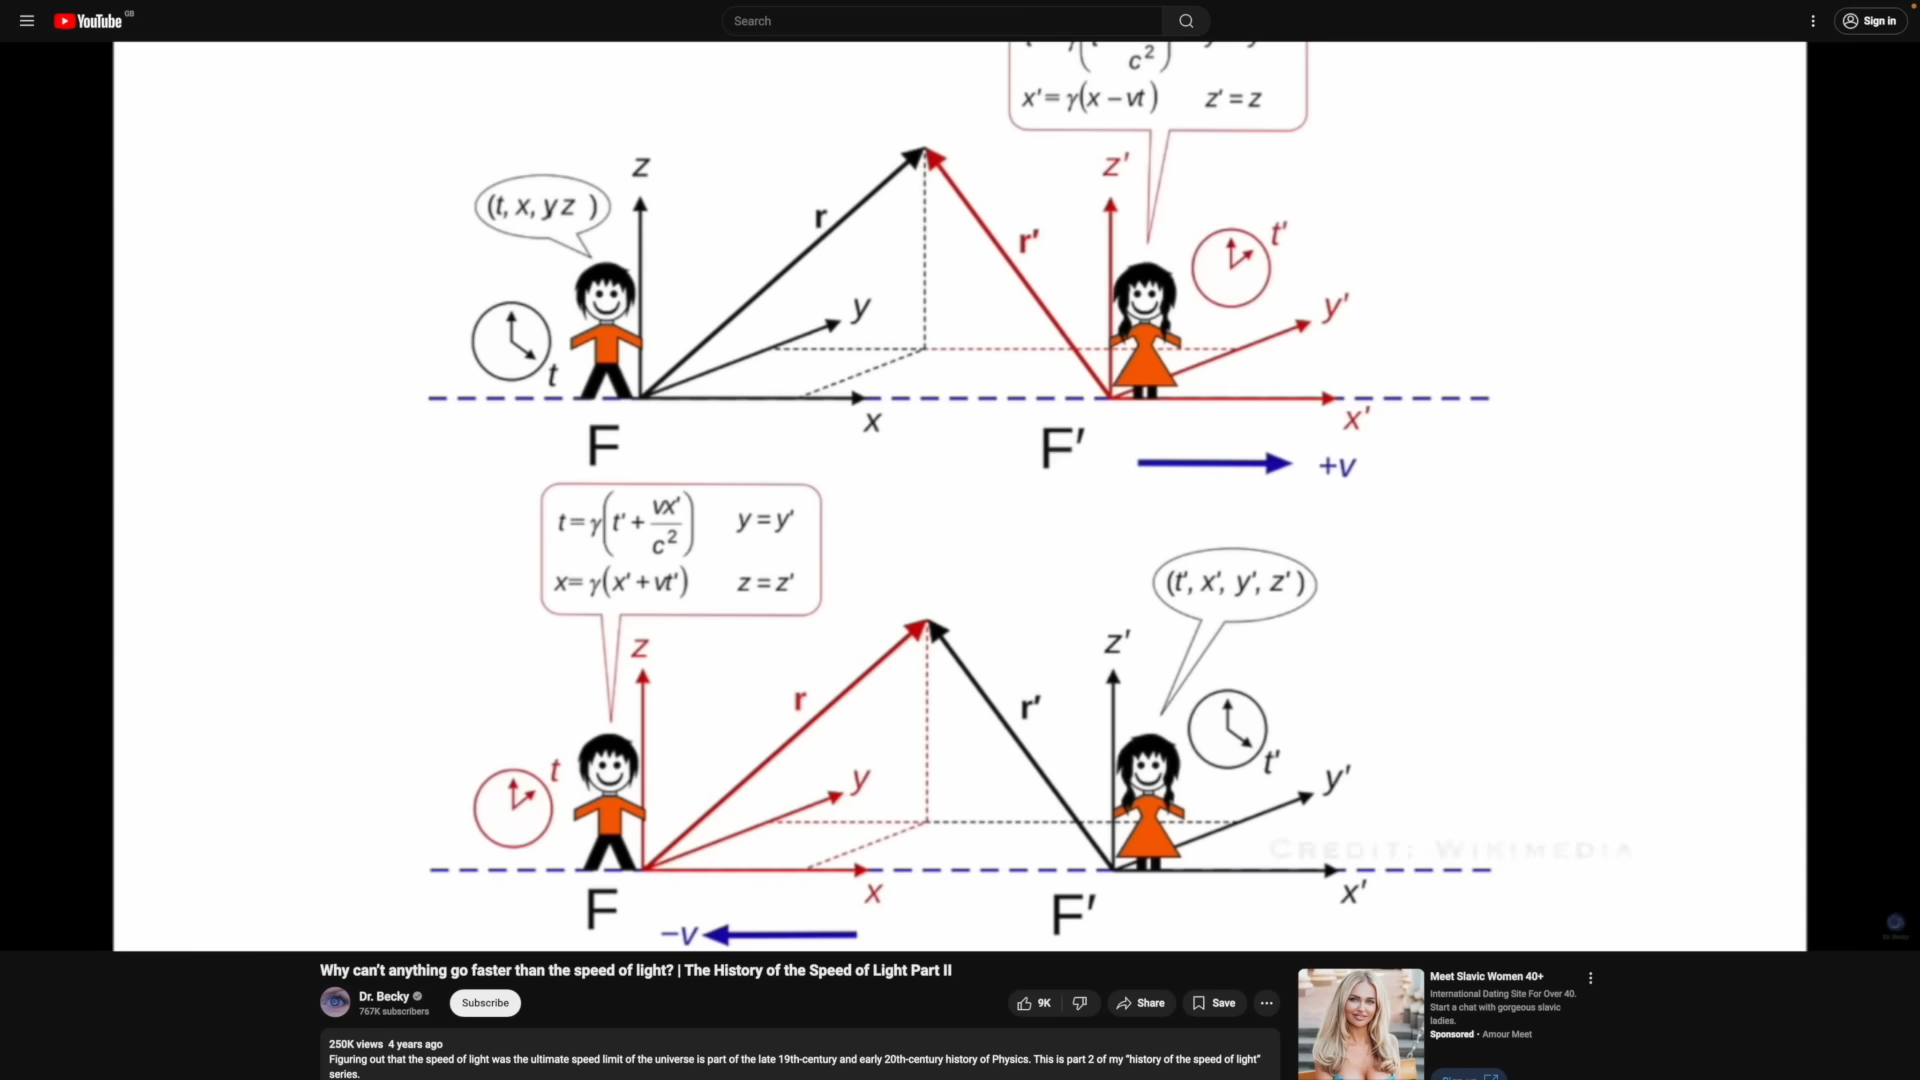 YouTube GB
Search
Sign in
c²
x' = γ(x − vt) z' = z
z
z'
(t, x, y z )
r
r'
t'
y
y'
t
x
x'
F
F'
+v
t = γ(t' + vx'/c²) y = y'
x = γ(x' + vt') z = z'
(t', x', y', z' )
z
z'
r
r'
t
t'
y
y'
CREDIT: WIKIMEDIA
x
x'
F
F'
−v
Why can't anything go faster than the speed of light? | The History of the Speed of Light Part II
Dr. Becky
767K subscribers
Subscribe
9K
Share
Save
250K views 4 years ago
Figuring out that the speed of light was the ultimate speed limit of the universe is part of the late 19th-century and early 20th-century history of Physics. This is part 2 of my "history of the speed of light"
series.
Meet Slavic Women 40+
International Dating Site For Over 40.
Start a chat with gorgeous slavic
ladies.
Sponsored · Amour Meet